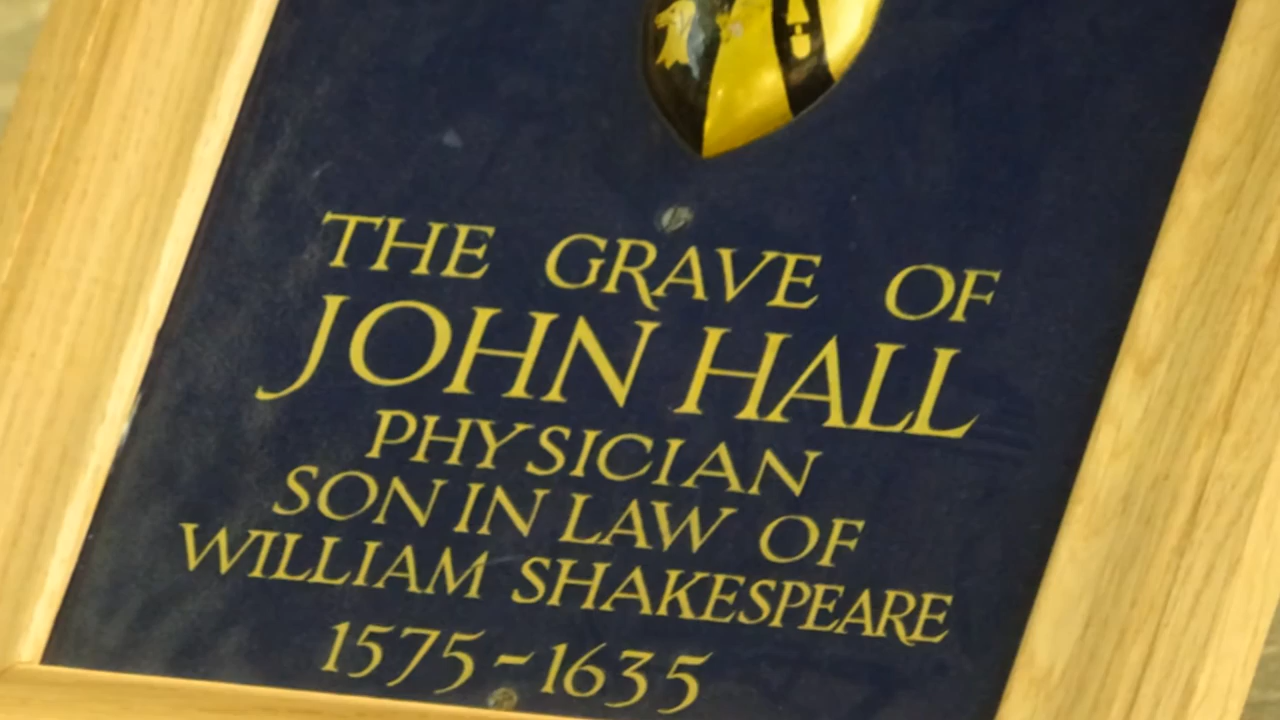 THE GRAVE OF
JOHN HALL
PHYSICIAN
SON IN LAW OF
WILLIAM SHAKESPEARE
1575-1635